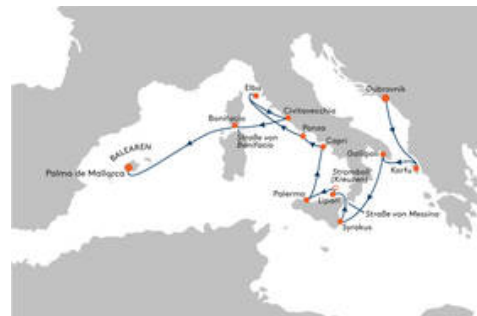 Elba
Dubrovnik
Civitavecchia
Bonifacio
Ponza
Straße von
Bonifacio
Capri
BALEAREN
Gallipoli
Palma de Mallorca
Stromboli
(Kreuzen)
Korfu
Palermo
Lipari
Straße von Messina
Syrakus